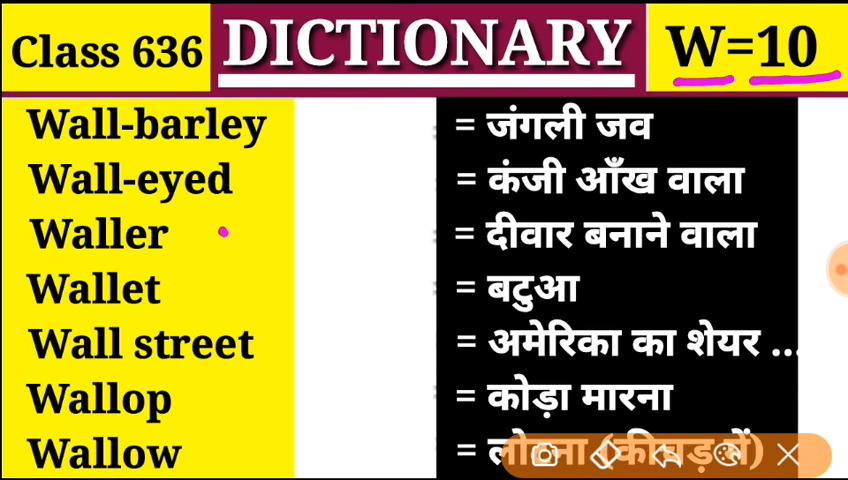 Class 636 DICTIONARY W=10
Wall-barley = जंगली जव
Wall-eyed = कंजी आँख वाला
Waller = दीवार बनाने वाला
Wallet = बटुआ
Wall street = अमेरिका का शेयर ...
Wallop = कोड़ा मारना
Wallow =